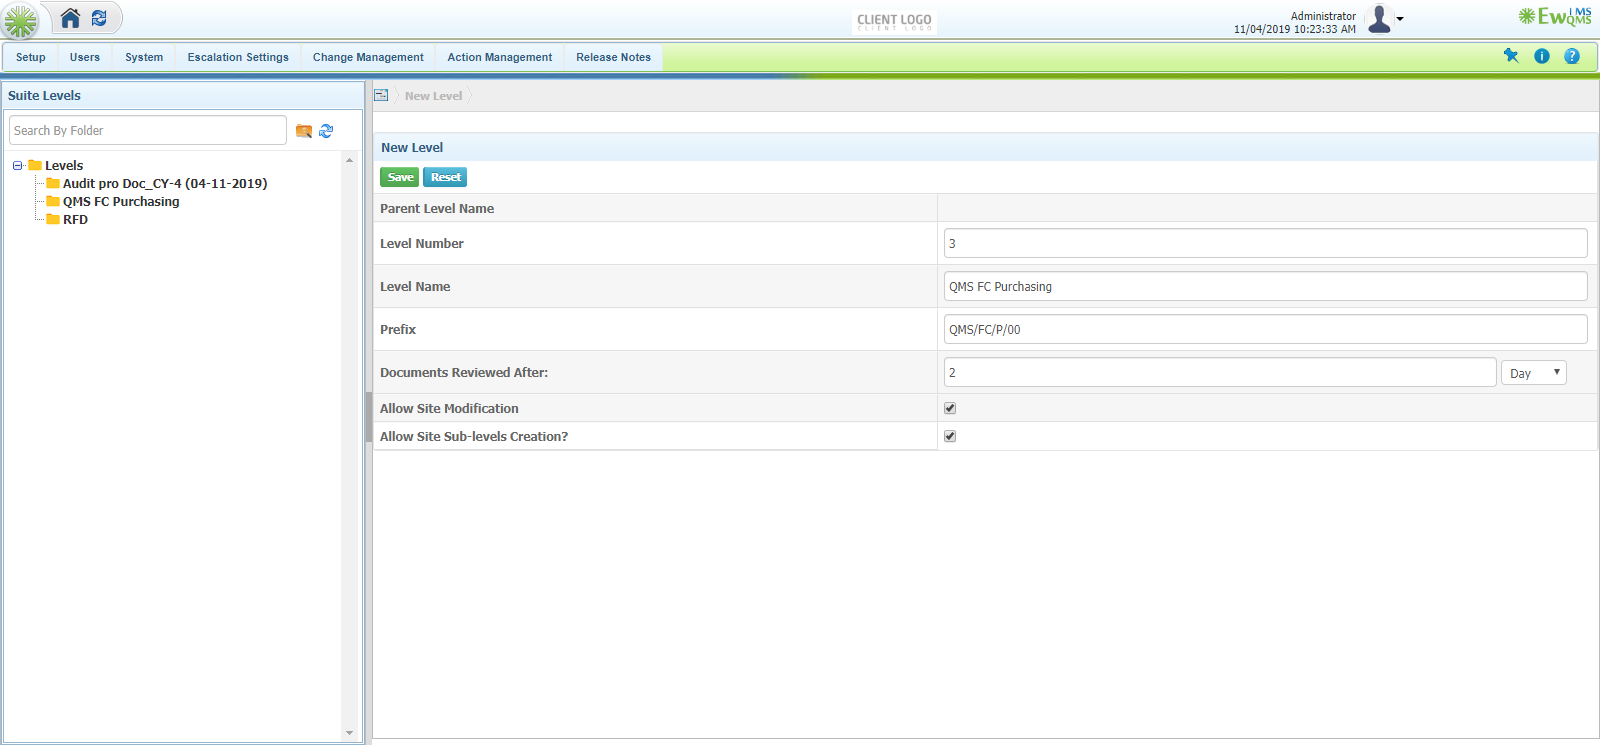 CLIENT LOGO
CLIENT LOGO
Administrator
11/04/2019 10:23:33 AM
EwQMS
LMS
Setup Users System Escalation Settings Change Management Action Management Release Notes
Suite Levels
Search By Folder
Levels
Audit pro Doc_CY-4 (04-11-2019)
QMS FC Purchasing
RFD
New Level
New Level
Save Reset
Parent Level Name
Level Number 3
Level Name QMS FC Purchasing
Prefix QMS/FC/P/00
Documents Reviewed After: 2 Day
Allow Site Modification
Allow Site Sub-levels Creation?